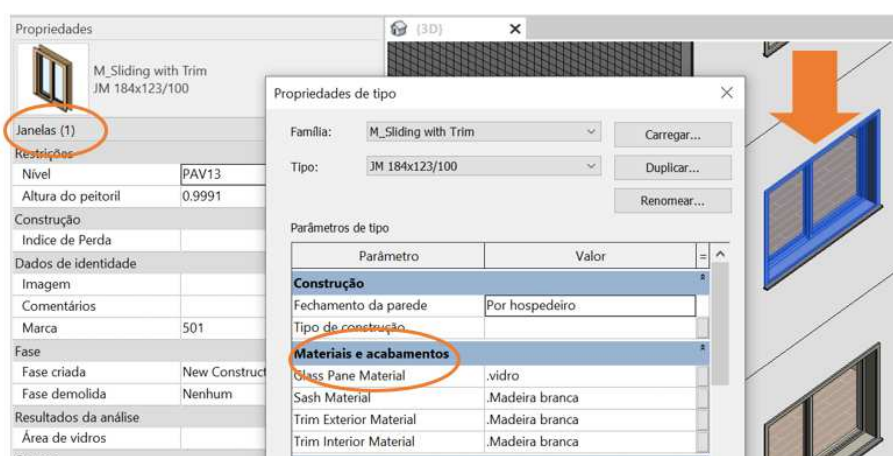 Propriedades
{3D}
M_Sliding with Trim
JM 184x123/100
Janelas (1)
Restrições
Nível PAV13
Altura do peitoril 0.9991
Construção
Indice de Perda
Dados de identidade
Imagem
Comentários
Marca 501
Fase
Fase criada New Construct
Fase demolida Nenhum
Resultados da análise
Área de vidros
Propriedades de tipo
Família: M_Sliding with Trim Carregar...
Tipo: JM 184x123/100 Duplicar...
Renomear...
Parâmetros de tipo
Parâmetro Valor =
Construção
Fechamento da parede Por hospedeiro
Tipo de construção
Materiais e acabamentos
Glass Pane Material .vidro
Sash Material .Madeira branca
Trim Exterior Material .Madeira branca
Trim Interior Material .Madeira branca